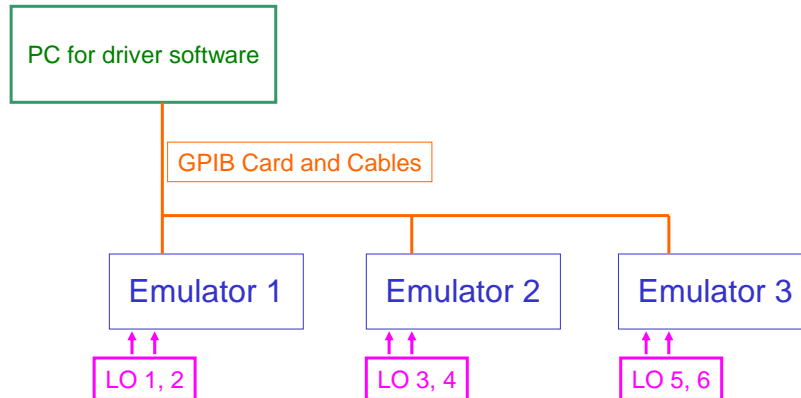 PC for driver software
GPIB Card and Cables
Emulator 1
Emulator 2
Emulator 3
LO 1, 2
LO 3, 4
LO 5, 6